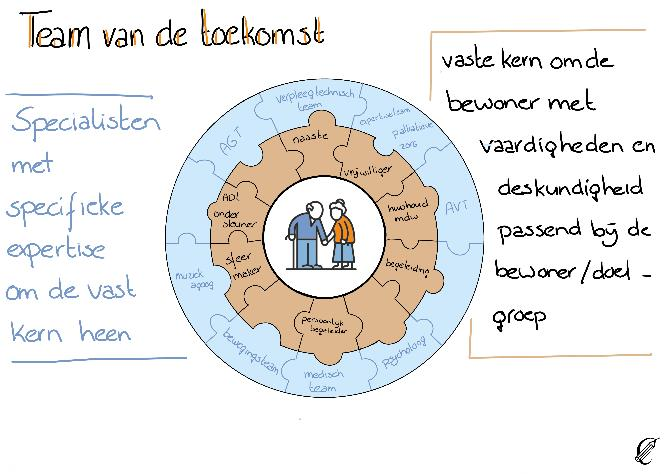 Team van de toekomst
Specialisten
met
specifieke
expertise
om de vast
kern heen
vaste kern om de
bewoner met
vaardigheden en
deskundigheid
passend bij de
bewoner/doel-
groep
verpleegtechnisch
team
expertiseteam
palliatieve
zorg
AVT
psycholoog
medisch
team
bewegingsteam
muziek
agoog
AGT
naaste
vrijwilliger
huishoud
mdw
begeleiding
persoonlijk
begeleider
sfeer
maker
ADL
onder
steuner